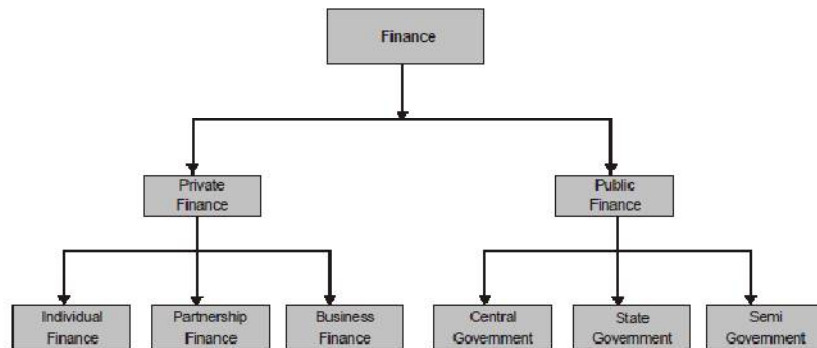 Finance
Private
Finance
Public
Finance
Individual
Finance
Partnership
Finance
Business
Finance
Central
Government
State
Government
Semi
Government